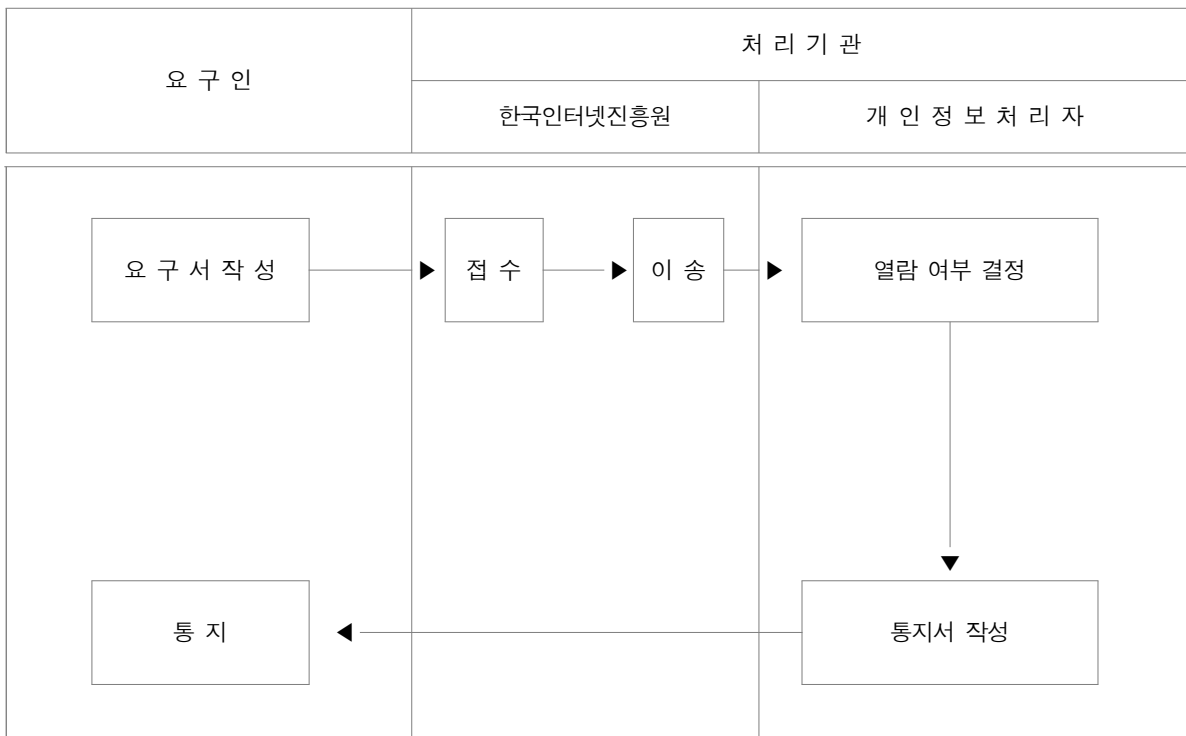 요 구 인
처 리 기 관
한국인터넷진흥원
개 인 정 보 처 리 자
요 구 서 작 성
접 수
이 송
열람 여부 결정
통 지
통지서 작성